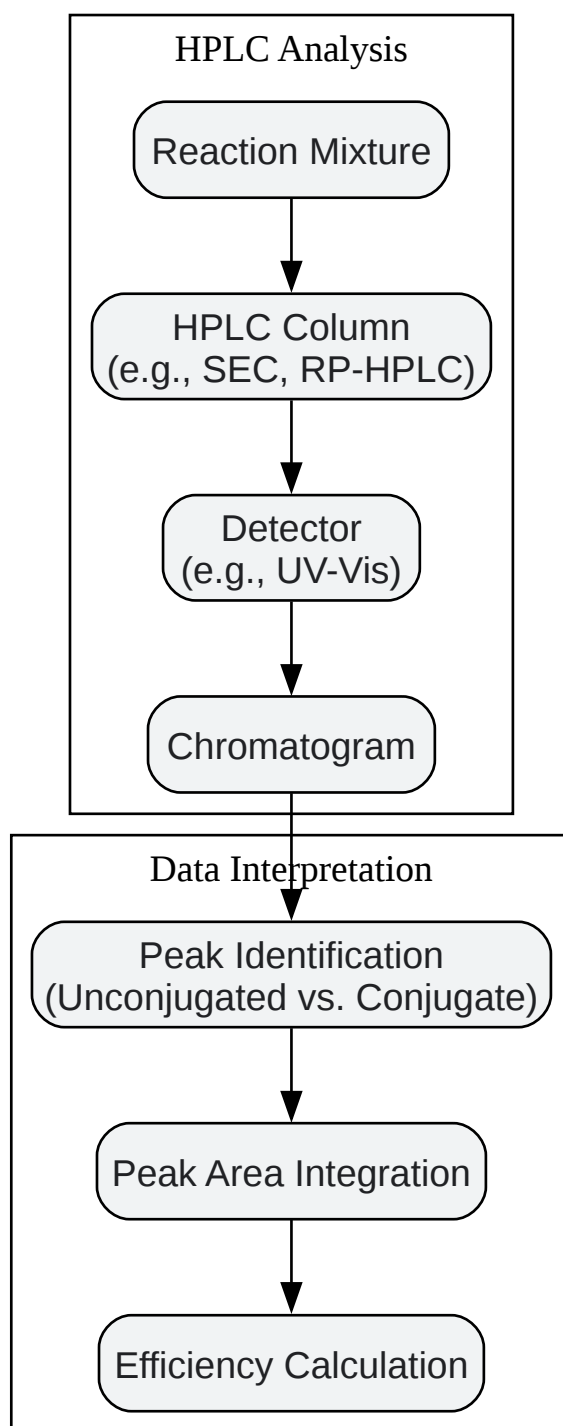 HPLC Analysis
Reaction Mixture
HPLC Column
(e.g., SEC, RP-HPLC)
Detector
(e.g., UV-Vis)
Chromatogram
Data Interpretation
Peak Identification
(Unconjugated vs. Conjugate)
Peak Area Integration
Efficiency Calculation